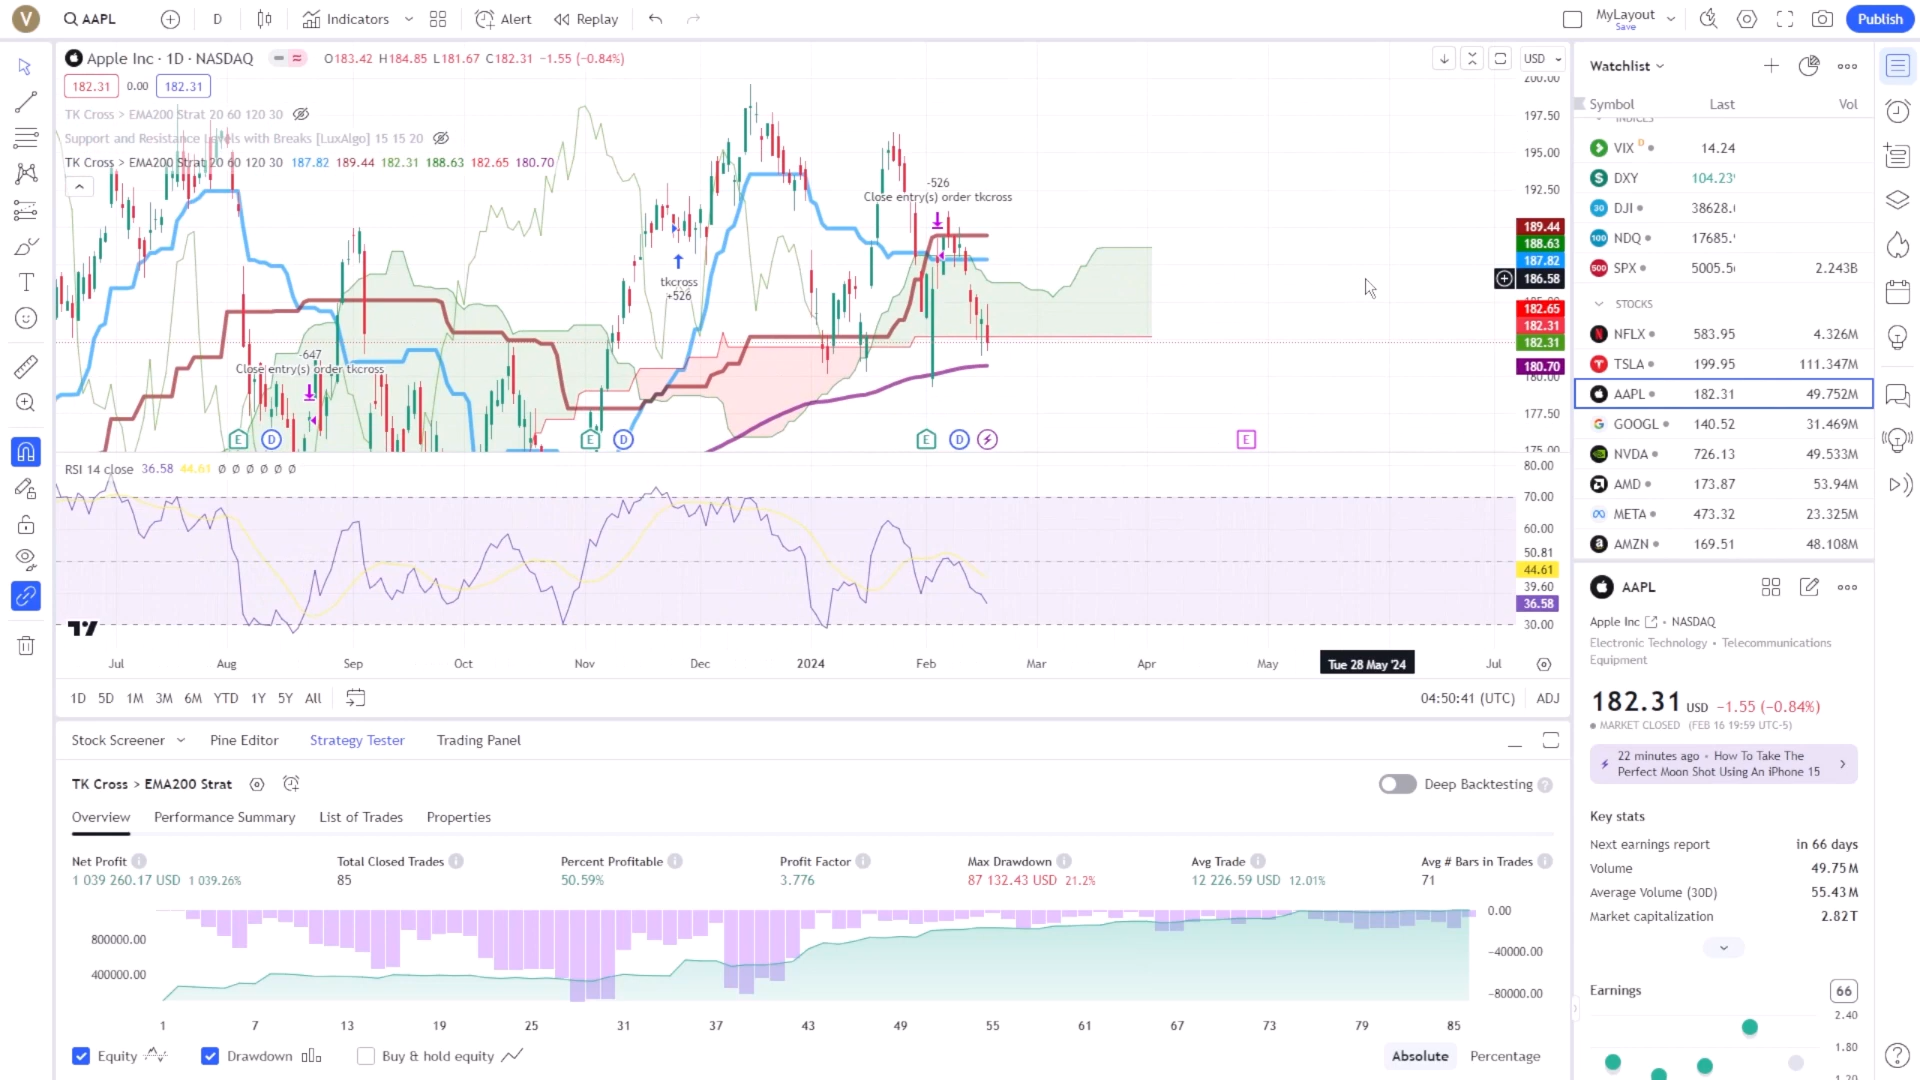 V
AAPL
D
Indicators
Alert
Replay
MyLayout
Save
Publish
Apple Inc · 1D · NASDAQ
O183.42 H184.85 L181.67 C182.31 −1.55 (−0.84%)
USD
182.31 0.00 182.31
TK Cross > EMA200 Strat 20 60 120 30
Support and Resistance Levels with Breaks [LuxAlgo] 15 15 20
TK Cross > EMA200 Strat 20 60 120 30 187.82 189.44 182.31 188.63 182.65 180.70
-647
Close entry(s) order tkcross
tkcross
+526
-526
Close entry(s) order tkcross
E D E D E D E
200.00
197.50
195.00
192.50
189.44
188.63
187.82
186.58
182.65
182.31
182.31
180.70
180.00
177.50
175.00
RSI 14 close 36.58 44.61 Ø Ø Ø Ø Ø Ø
80.00
70.00
60.00
50.81
44.61
39.60
36.58
30.00
Jul Aug Sep Oct Nov Dec 2024 Feb Mar Apr May Tue 28 May '24 Jul
1D 5D 1M 3M 6M YTD 1Y 5Y All
04:50:41 (UTC) ADJ
Stock Screener Pine Editor Strategy Tester Trading Panel
TK Cross > EMA200 Strat
Deep Backtesting
Overview Performance Summary List of Trades Properties
Net Profit Total Closed Trades Percent Profitable Profit Factor Max Drawdown Avg Trade Avg # Bars in Trades
1 039 260.17 USD 1 039.26% 85 50.59% 3.776 87 132.43 USD 21.2% 12 226.59 USD 12.01% 71
800000.00
400000.00
0.00
−40000.00
−80000.00
1 7 13 19 25 31 37 43 49 55 61 67 73 79 85
Equity Drawdown Buy & hold equity
Absolute Percentage
Watchlist
Symbol Last Vol
INDICES
VIX D 14.24
DXY 104.23
30 DJI 38628.
100 NDQ 17685.
500 SPX 5005.5 2.243B
STOCKS
NFLX 583.95 4.326M
TSLA 199.95 111.347M
AAPL 182.31 49.752M
GOOGL 140.52 31.469M
NVDA 726.13 49.533M
AMD 173.87 53.94M
META 473.32 23.325M
AMZN 169.51 48.108M
AAPL
Apple Inc • NASDAQ
Electronic Technology • Telecommunications
Equipment
182.31 USD −1.55 (−0.84%)
MARKET CLOSED (FEB 16 19:59 UTC-5)
22 minutes ago • How To Take The
Perfect Moon Shot Using An iPhone 15
Key stats
Next earnings report in 66 days
Volume 49.75M
Average Volume (30D) 55.43M
Market capitalization 2.82T
Earnings 66
2.40
1.80
1.20